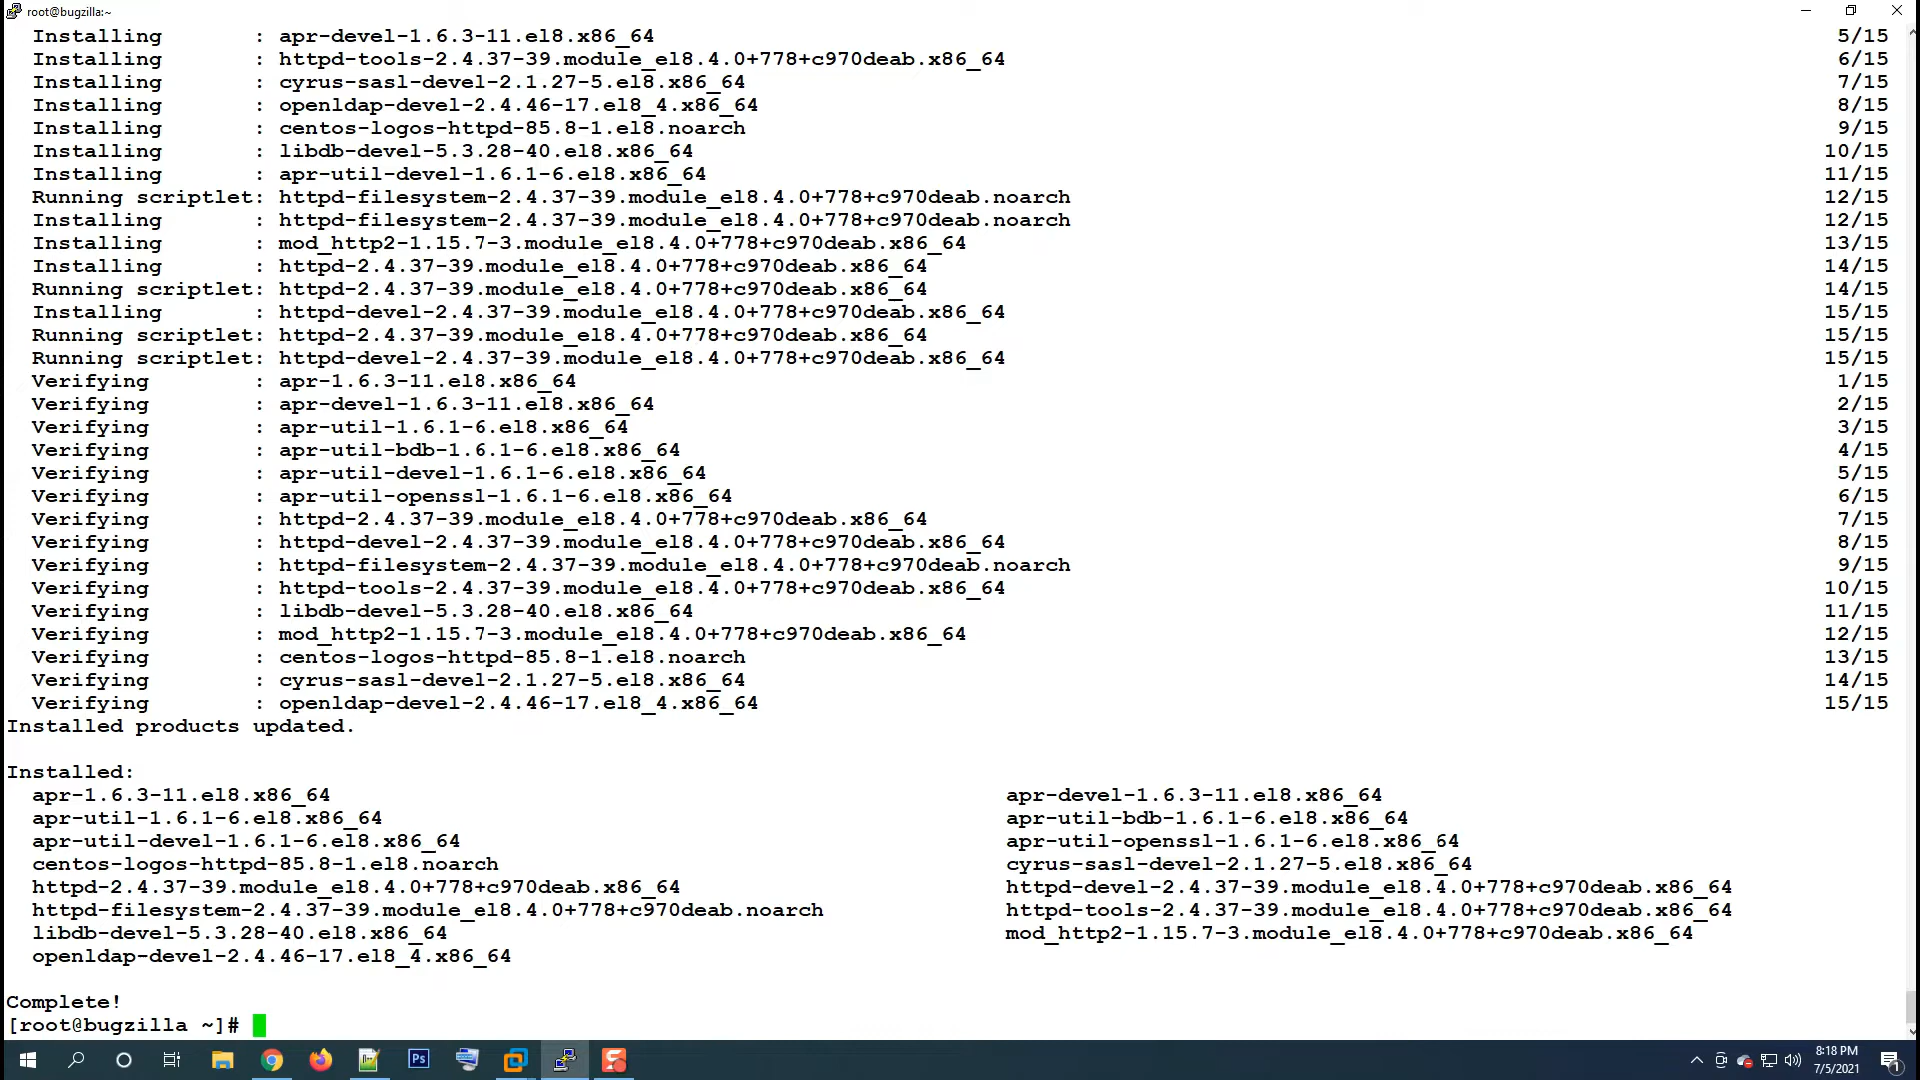 root@bugzilla:~
Installing : apr-devel-1.6.3-11.el8.x86_64 5/15
Installing : httpd-tools-2.4.37-39.module_el8.4.0+778+c970deab.x86_64 6/15
Installing : cyrus-sasl-devel-2.1.27-5.el8.x86_64 7/15
Installing : openldap-devel-2.4.46-17.el8_4.x86_64 8/15
Installing : centos-logos-httpd-85.8-1.el8.noarch 9/15
Installing : libdb-devel-5.3.28-40.el8.x86_64 10/15
Installing : apr-util-devel-1.6.1-6.el8.x86_64 11/15
Running scriptlet: httpd-filesystem-2.4.37-39.module_el8.4.0+778+c970deab.noarch 12/15
Installing : httpd-filesystem-2.4.37-39.module_el8.4.0+778+c970deab.noarch 12/15
Installing : mod_http2-1.15.7-3.module_el8.4.0+778+c970deab.x86_64 13/15
Installing : httpd-2.4.37-39.module_el8.4.0+778+c970deab.x86_64 14/15
Running scriptlet: httpd-2.4.37-39.module_el8.4.0+778+c970deab.x86_64 14/15
Installing : httpd-devel-2.4.37-39.module_el8.4.0+778+c970deab.x86_64 15/15
Running scriptlet: httpd-2.4.37-39.module_el8.4.0+778+c970deab.x86_64 15/15
Running scriptlet: httpd-devel-2.4.37-39.module_el8.4.0+778+c970deab.x86_64 15/15
Verifying : apr-1.6.3-11.el8.x86_64 1/15
Verifying : apr-devel-1.6.3-11.el8.x86_64 2/15
Verifying : apr-util-1.6.1-6.el8.x86_64 3/15
Verifying : apr-util-bdb-1.6.1-6.el8.x86_64 4/15
Verifying : apr-util-devel-1.6.1-6.el8.x86_64 5/15
Verifying : apr-util-openssl-1.6.1-6.el8.x86_64 6/15
Verifying : httpd-2.4.37-39.module_el8.4.0+778+c970deab.x86_64 7/15
Verifying : httpd-devel-2.4.37-39.module_el8.4.0+778+c970deab.x86_64 8/15
Verifying : httpd-filesystem-2.4.37-39.module_el8.4.0+778+c970deab.noarch 9/15
Verifying : httpd-tools-2.4.37-39.module_el8.4.0+778+c970deab.x86_64 10/15
Verifying : libdb-devel-5.3.28-40.el8.x86_64 11/15
Verifying : mod_http2-1.15.7-3.module_el8.4.0+778+c970deab.x86_64 12/15
Verifying : centos-logos-httpd-85.8-1.el8.noarch 13/15
Verifying : cyrus-sasl-devel-2.1.27-5.el8.x86_64 14/15
Verifying : openldap-devel-2.4.46-17.el8_4.x86_64 15/15
Installed products updated.
Installed:
apr-1.6.3-11.el8.x86_64 apr-devel-1.6.3-11.el8.x86_64
apr-util-1.6.1-6.el8.x86_64 apr-util-bdb-1.6.1-6.el8.x86_64
apr-util-devel-1.6.1-6.el8.x86_64 apr-util-openssl-1.6.1-6.el8.x86_64
centos-logos-httpd-85.8-1.el8.noarch cyrus-sasl-devel-2.1.27-5.el8.x86_64
httpd-2.4.37-39.module_el8.4.0+778+c970deab.x86_64 httpd-devel-2.4.37-39.module_el8.4.0+778+c970deab.x86_64
httpd-filesystem-2.4.37-39.module_el8.4.0+778+c970deab.noarch httpd-tools-2.4.37-39.module_el8.4.0+778+c970deab.x86_64
libdb-devel-5.3.28-40.el8.x86_64 mod_http2-1.15.7-3.module_el8.4.0+778+c970deab.x86_64
openldap-devel-2.4.46-17.el8_4.x86_64
Complete!
[root@bugzilla ~]#
Ps
8:18 PM
7/5/2021
1